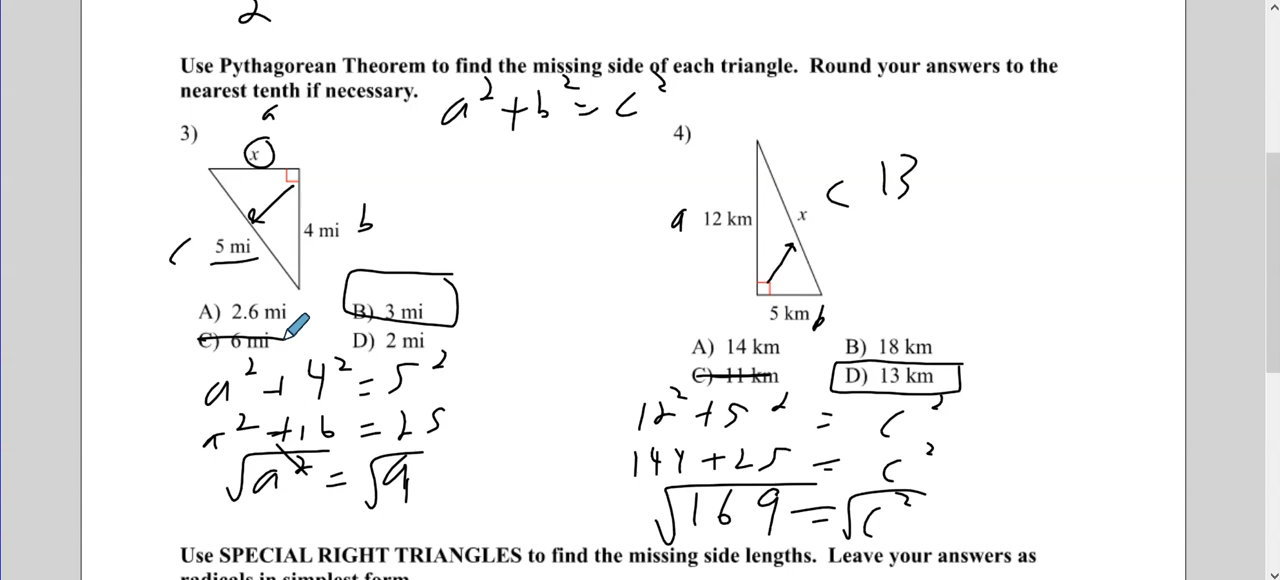 2
Use Pythagorean Theorem to find the missing side of each triangle. Round your answers to the
nearest tenth if necessary.
a² + b² = c²
3)
a
x
4 mi b
c 5 mi
A) 2.6 mi B) 3 mi
C) 6 mi D) 2 mi
a² + 4² = 5²
a² + 16 = 25
√a² = √9
4)
c 13
a 12 km x
5 km b
A) 14 km B) 18 km
C) 11 km D) 13 km
12² + 5² = c²
144 + 25 = c²
√169 = √c²
Use SPECIAL RIGHT TRIANGLES to find the missing side lengths. Leave your answers as
radicals in simplest form.